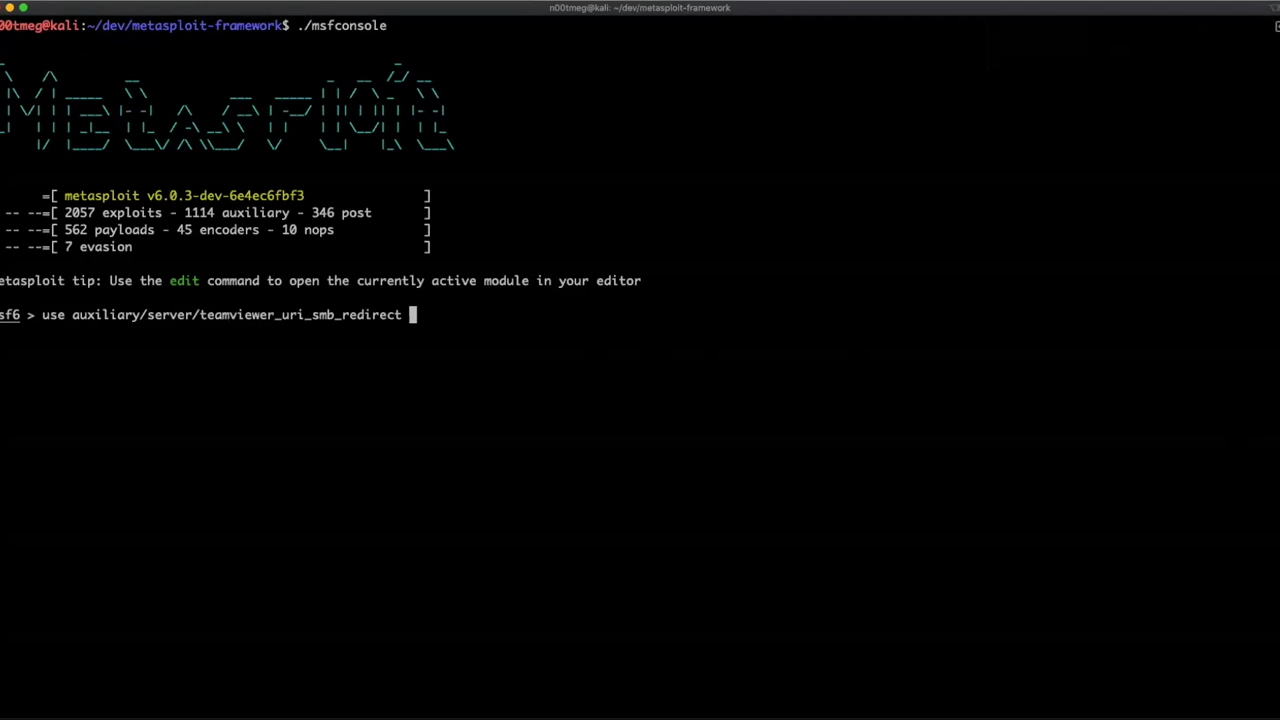 n00tmeg@kali: ~/dev/metasploit-framework
00tmeg@kali:~/dev/metasploit-framework$ ./msfconsole
Metasploit
=[ metasploit v6.0.3-dev-6e4ec6fbf3 ]
-- --=[ 2057 exploits - 1114 auxiliary - 346 post ]
-- --=[ 562 payloads - 45 encoders - 10 nops ]
-- --=[ 7 evasion ]
etasploit tip: Use the edit command to open the currently active module in your editor
sf6 > use auxiliary/server/teamviewer_uri_smb_redirect